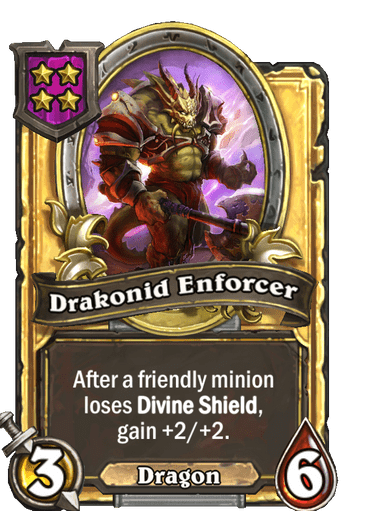 Drakonid Enforcer
After a friendly minion
loses Divine Shield,
gain +2/+2.
3
Dragon
6